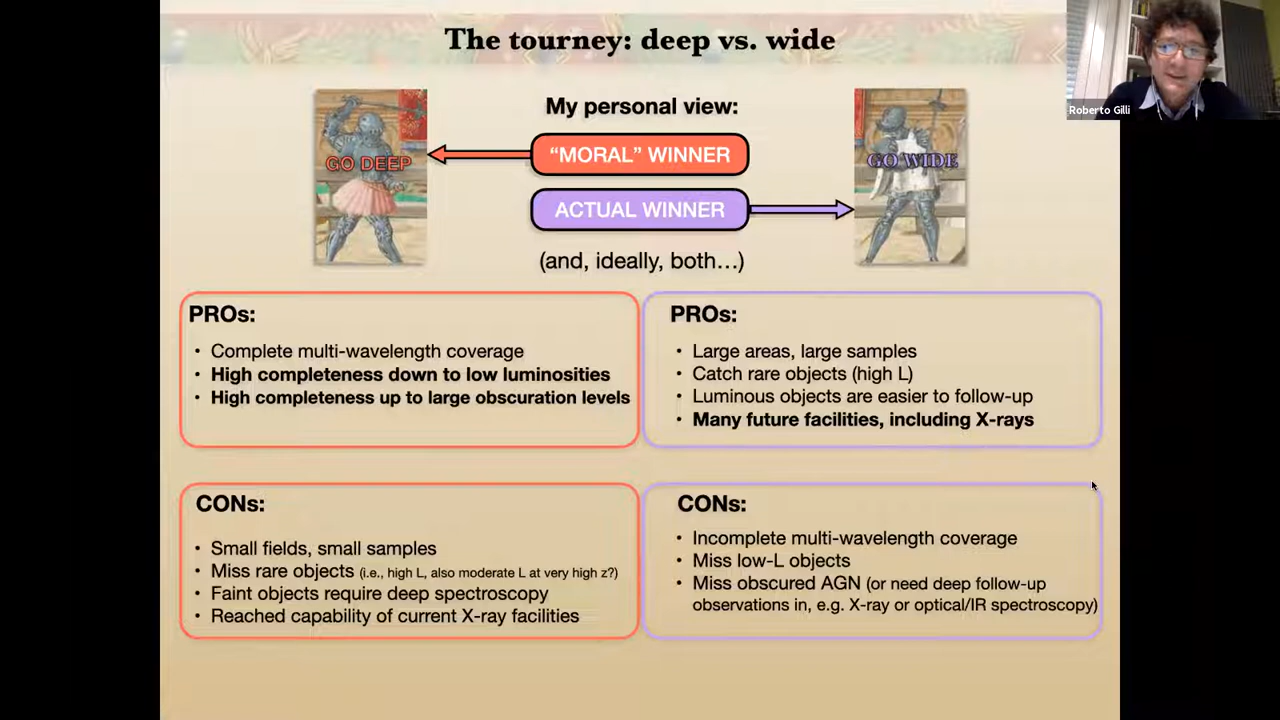 The tourney: deep vs. wide
Roberto Gilli
My personal view:
GO DEEP
“MORAL” WINNER
GO WIDE
ACTUAL WINNER
(and, ideally, both…)
PROs:
• Complete multi-wavelength coverage
• High completeness down to low luminosities
• High completeness up to large obscuration levels
PROs:
• Large areas, large samples
• Catch rare objects (high L)
• Luminous objects are easier to follow-up
• Many future facilities, including X-rays
CONs:
• Small fields, small samples
• Miss rare objects (i.e., high L, also moderate L at very high z?)
• Faint objects require deep spectroscopy
• Reached capability of current X-ray facilities
CONs:
• Incomplete multi-wavelength coverage
• Miss low-L objects
• Miss obscured AGN (or need deep follow-up
observations in, e.g. X-ray or optical/IR spectroscopy)